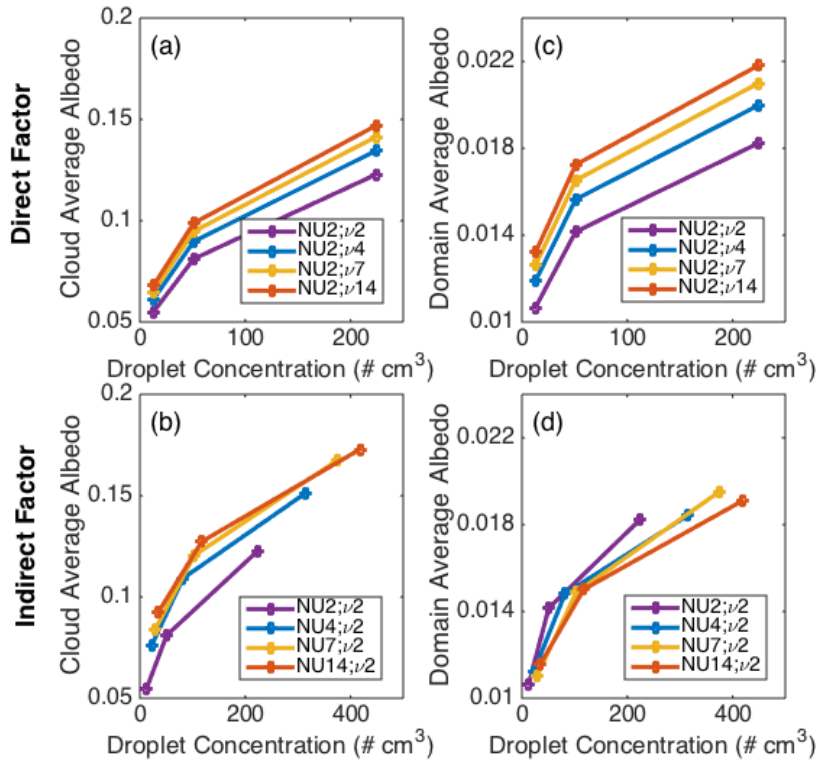 Direct Factor
Cloud Average Albedo
0.2
0.15
0.1
0.05
(a)
NU2;ν2
NU2;ν4
NU2;ν7
NU2;ν14
0
100
200
Droplet Concentration (# cm³)
Domain Average Albedo
0.022
0.018
0.014
0.01
(c)
NU2;ν2
NU2;ν4
NU2;ν7
NU2;ν14
0
100
200
Droplet Concentration (# cm³)
Indirect Factor
Cloud Average Albedo
0.2
0.15
0.1
0.05
(b)
NU2;ν2
NU4;ν2
NU7;ν2
NU14;ν2
0
200
400
Droplet Concentration (# cm³)
Domain Average Albedo
0.022
0.018
0.014
0.01
(d)
NU2;ν2
NU4;ν2
NU7;ν2
NU14;ν2
0
200
400
Droplet Concentration (# cm³)